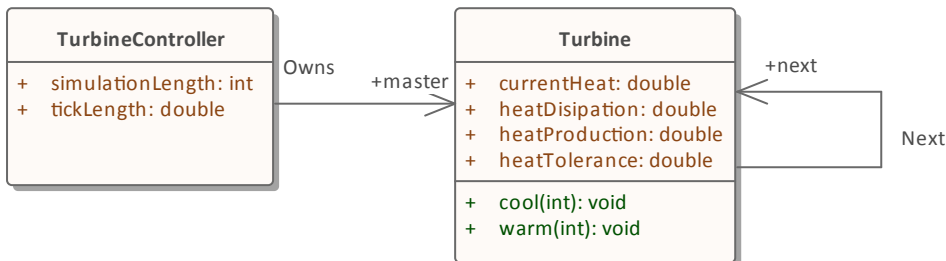 TurbineController
+ simulationLength: int
+ tickLength: double
Owns
+master
Turbine
+ currentHeat: double
+ heatDisipation: double
+ heatProduction: double
+ heatTolerance: double
+ cool(int): void
+ warm(int): void
+next
Next